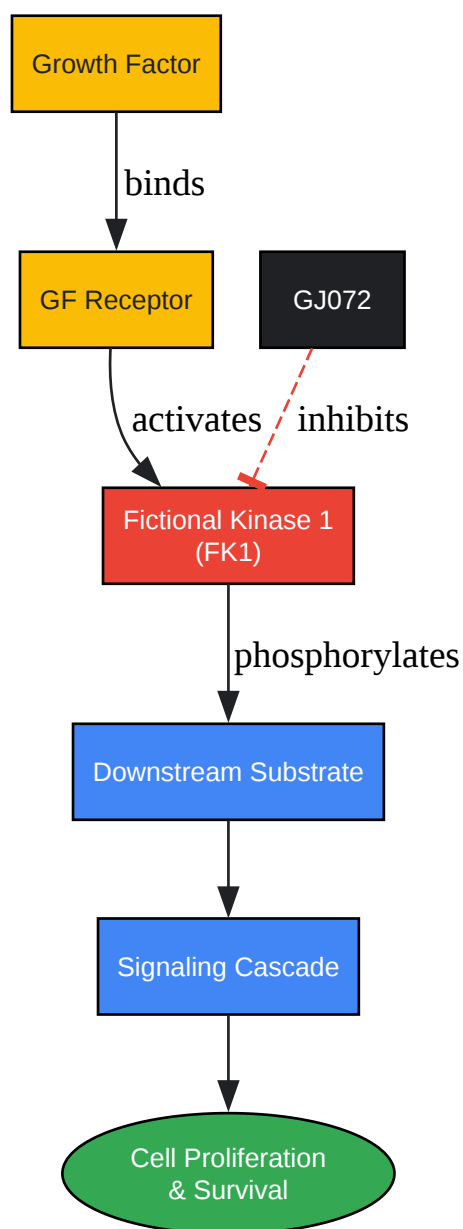 Growth Factor
binds
GF Receptor
GJ072
activates
inhibits
Fictional Kinase 1
(FK1)
phosphorylates
Downstream Substrate
Signaling Cascade
Cell Proliferation
& Survival